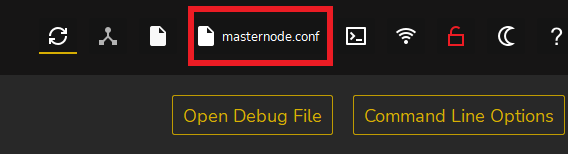 masternode.conf
?
Open Debug File
Command Line Options